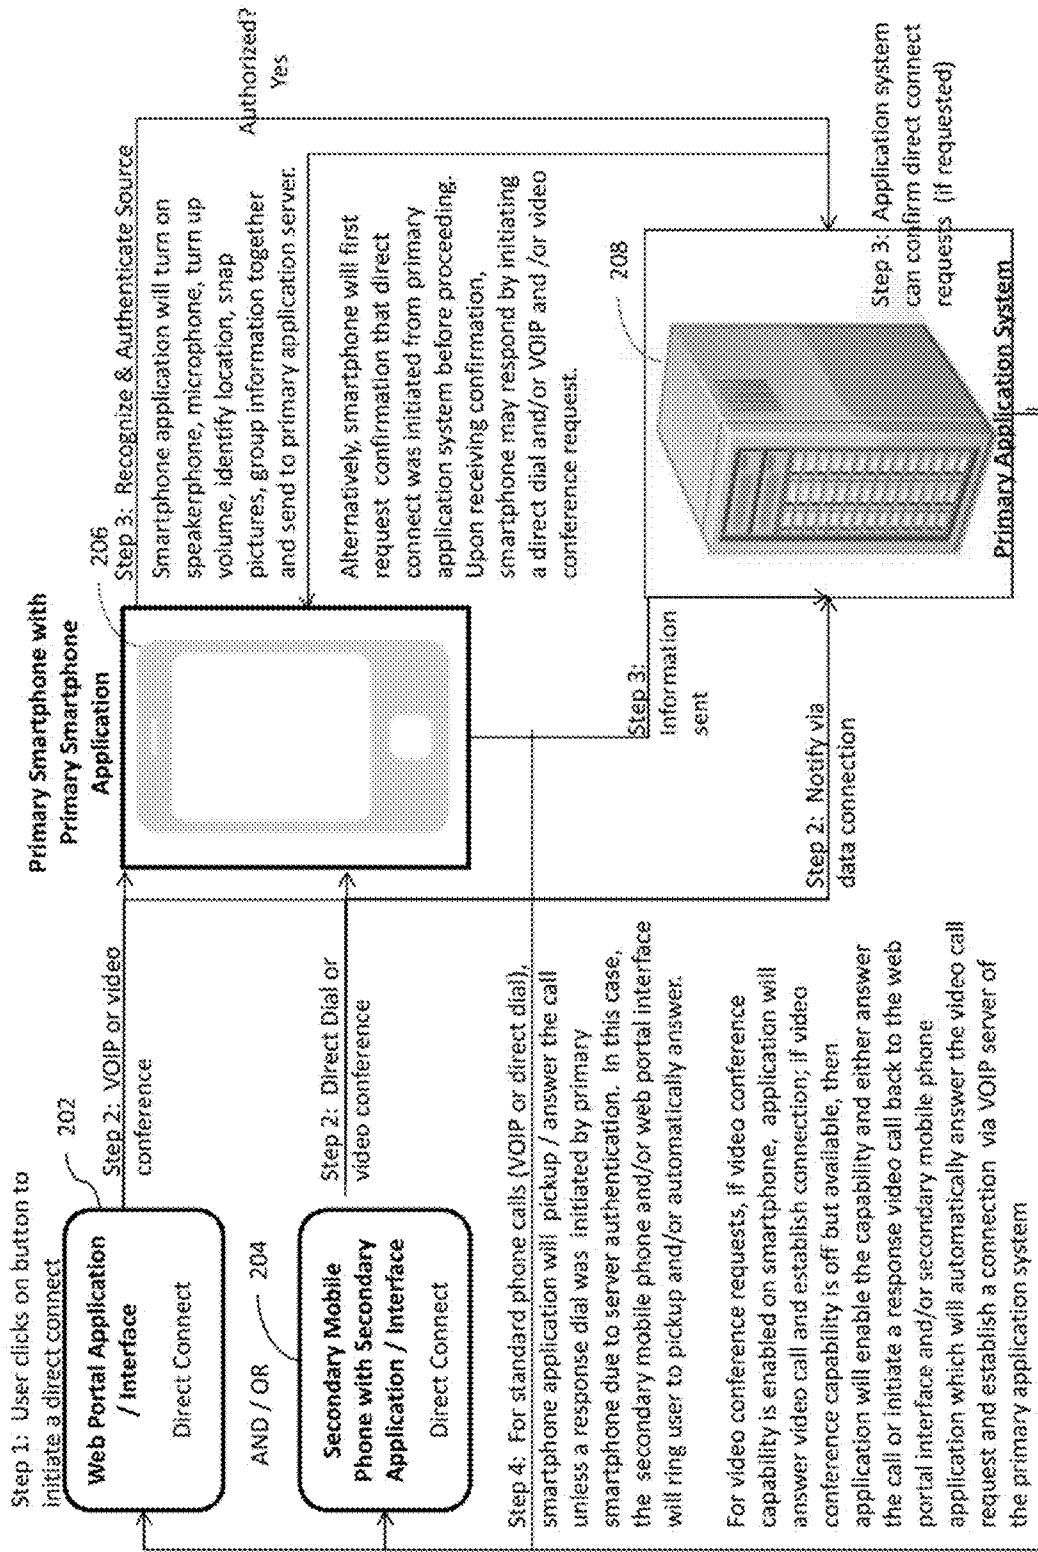 Step 1: User clicks on button to
initiate a direct connect
Web Portal Application
/ Interface
Direct Connect
202
AND / OR
204
Secondary Mobile
Phone with Secondary
Application / Interface
Direct Connect
Step 2: VOIP or video
conference
Step 2: Direct Dial or
video conference
Primary Smartphone with
Primary Smartphone
Application
206
Step 3: Recognize & Authenticate Source
Smartphone application will turn on
speakerphone, microphone, turn up
volume, identify location, snap
pictures, group information together
and send to primary application server.
Authorized?
Yes
Alternatively, smartphone will first
request confirmation that direct
connect was initiated from primary
application system before proceeding.
Upon receiving confirmation,
smartphone may respond by initiating
a direct dial and/or VOIP and /or video
conference request.
Step 3:
Information
sent
Step 2: Notify via
data connection
208
Step 3: Application system
can confirm direct connect
requests (if requested)
Primary Application System
Step 4: For standard phone calls (VOIP or direct dial),
smartphone application will pickup / answer the call
unless a response dial was initiated by primary
smartphone due to server authentication. In this case,
the secondary mobile phone and/or web portal interface
will ring user to pickup and/or automatically answer.
For video conference requests, if video conference
capability is enabled on smartphone, application will
answer video call and establish connection; if video
conference capability is off but available, then
application will enable the capability and either answer
the call or initiate a response video call back to the web
portal interface and/or secondary mobile phone
application which will automatically answer the video call
request and establish a connection via VOIP server of
the primary application system